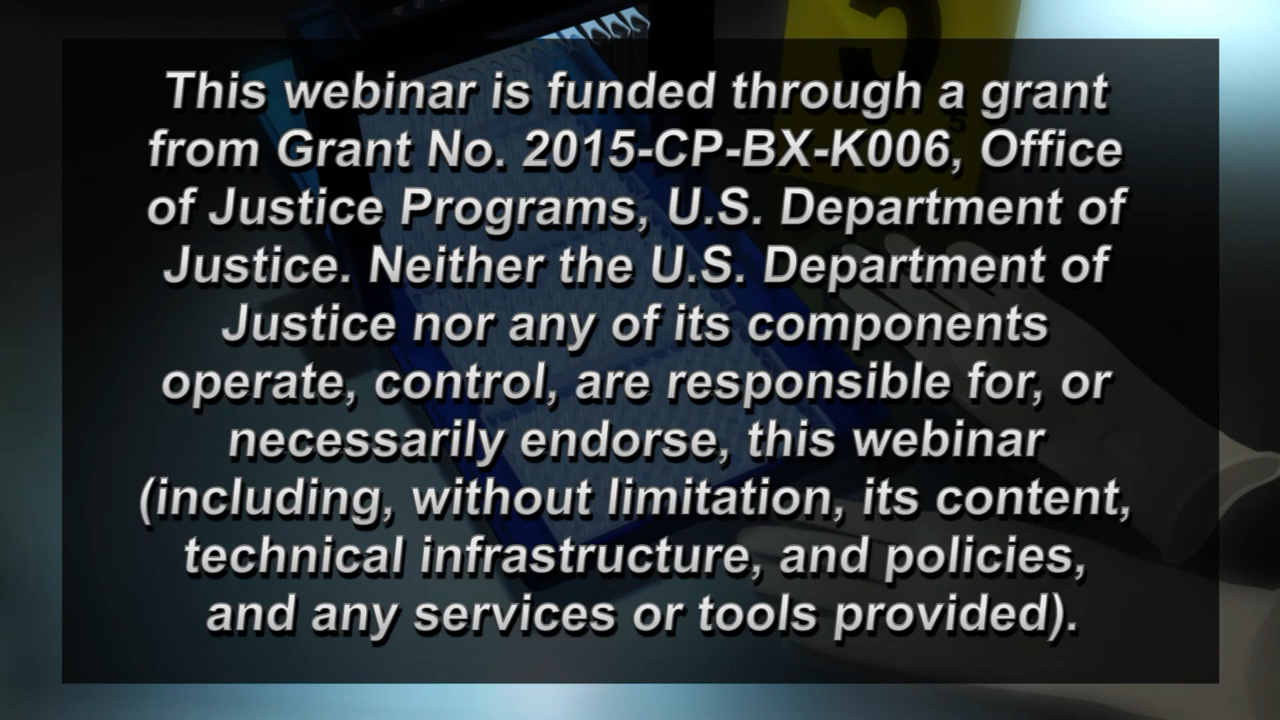 This webinar is funded through a grant
from Grant No. 2015-CP-BX-K006, Office
of Justice Programs, U.S. Department of
Justice. Neither the U.S. Department of
Justice nor any of its components
operate, control, are responsible for, or
necessarily endorse, this webinar
(including, without limitation, its content,
technical infrastructure, and policies,
and any services or tools provided).
5
5